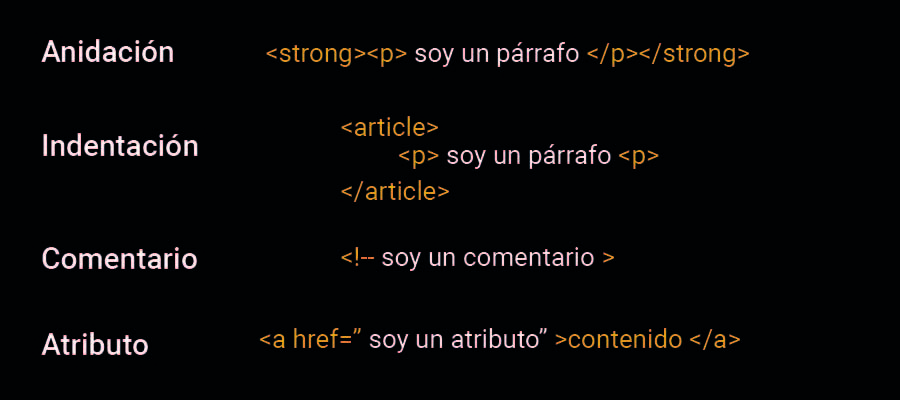 Anidación <strong><p> soy un párrafo </p></strong>
Indentación
<article>
<p> soy un párrafo <p>
</article>
Comentario <!-- soy un comentario >
Atributo <a href=” soy un atributo” >contenido </a>